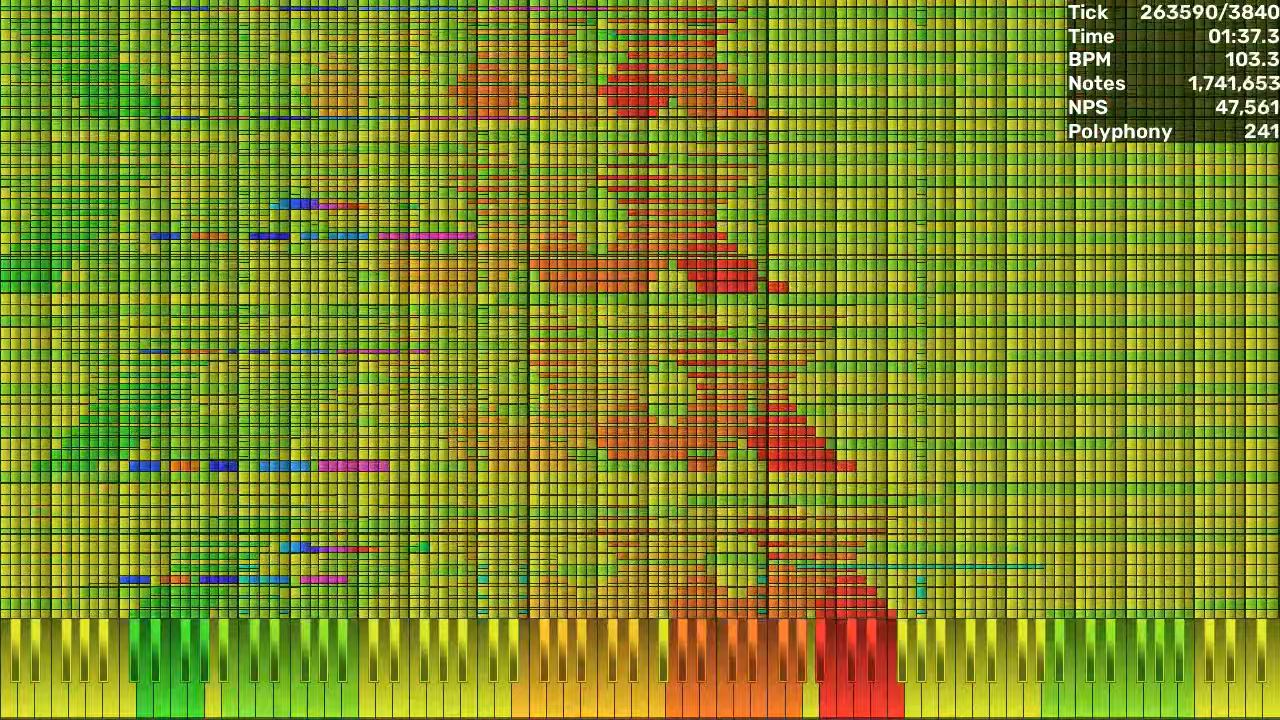 Tick 263590/3840
Time 01:37.3
BPM 103.3
Notes 1,741,653
NPS 47,561
Polyphony 241